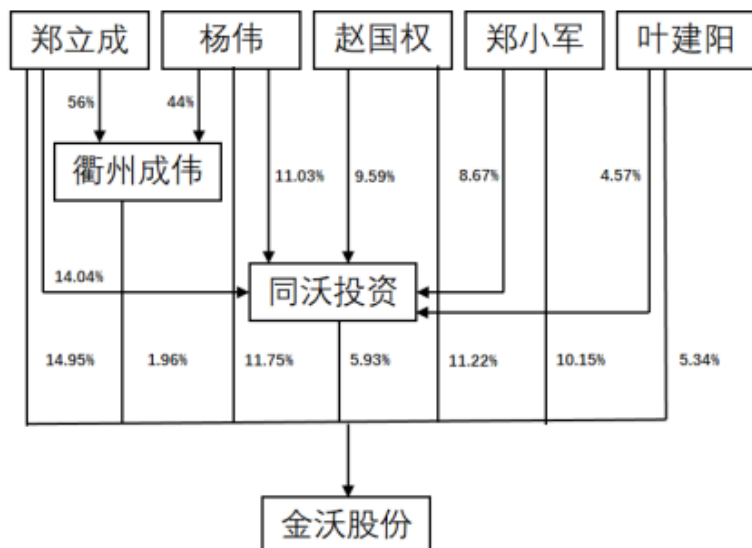 郑立成 杨伟 赵国权 郑小军 叶建阳
56% 44%
衢州成伟 11.03% 9.59% 8.67% 4.57%
14.04% 同沃投资
14.95% 1.96% 11.75% 5.93% 11.22% 10.15% 5.34%
金沃股份